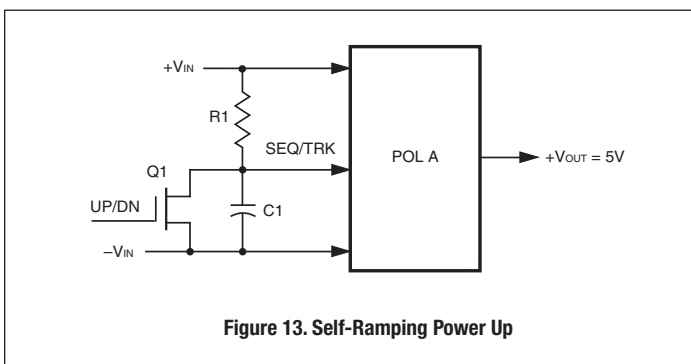 +VIN
R1
SEQ/TRK
POL A
+VOUT = 5V
Q1
UP/DN
C1
–VIN
Figure 13. Self-Ramping Power Up